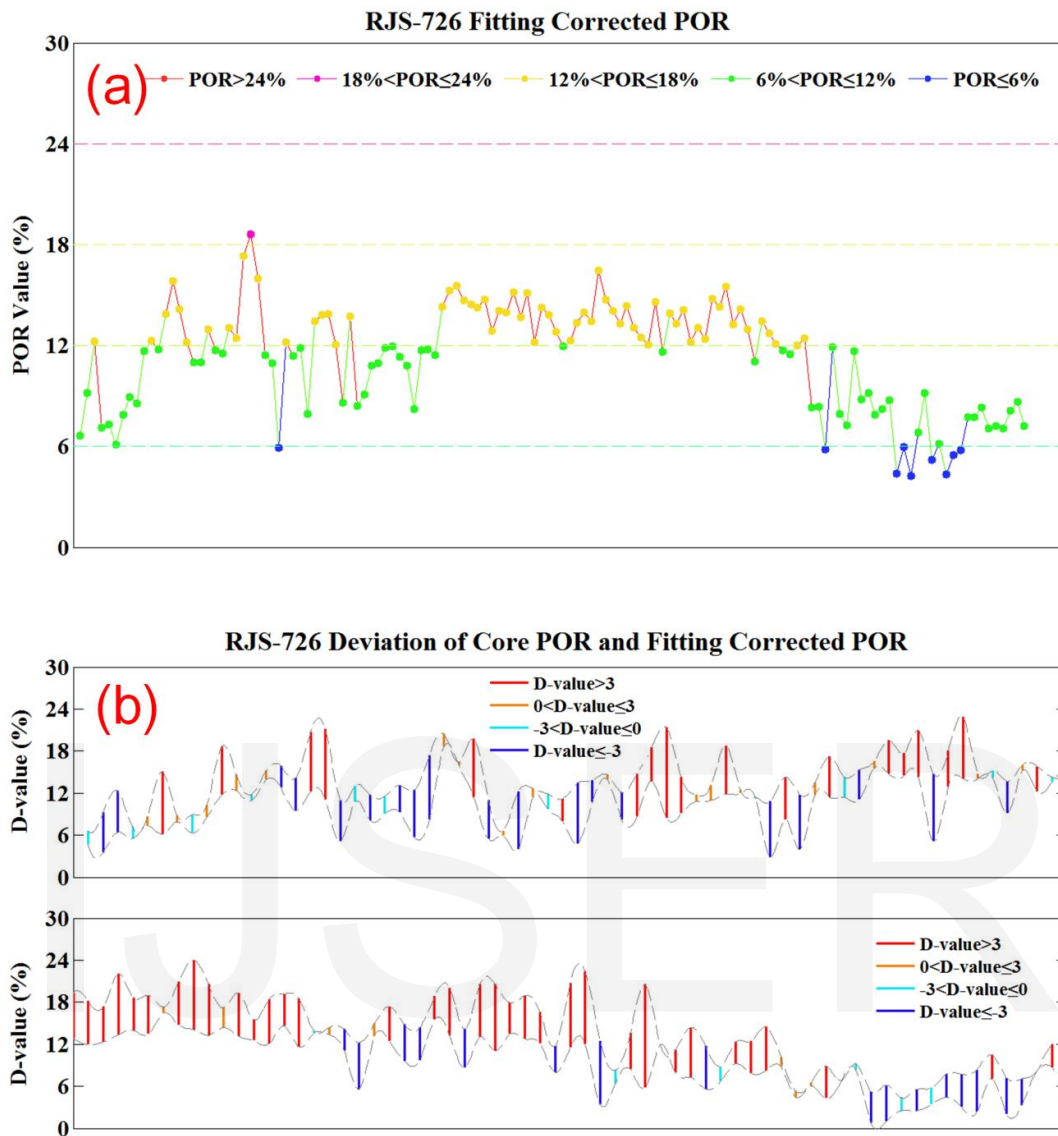 RJS-726 Fitting Corrected POR
30
(a)
POR>24% 18%<POR≤24% 12%<POR≤18% 6%<POR≤12% POR≤6%
24
18
12
6
0
POR Value (%)
RJS-726 Deviation of Core POR and Fitting Corrected POR
30
(b)
D-value>3
0<D-value≤3
-3<D-value≤0
D-value≤-3
24
18
12
6
0
D-value (%)
30
D-value>3
0<D-value≤3
-3<D-value≤0
D-value≤-3
24
18
12
6
0
D-value (%)
IJSER